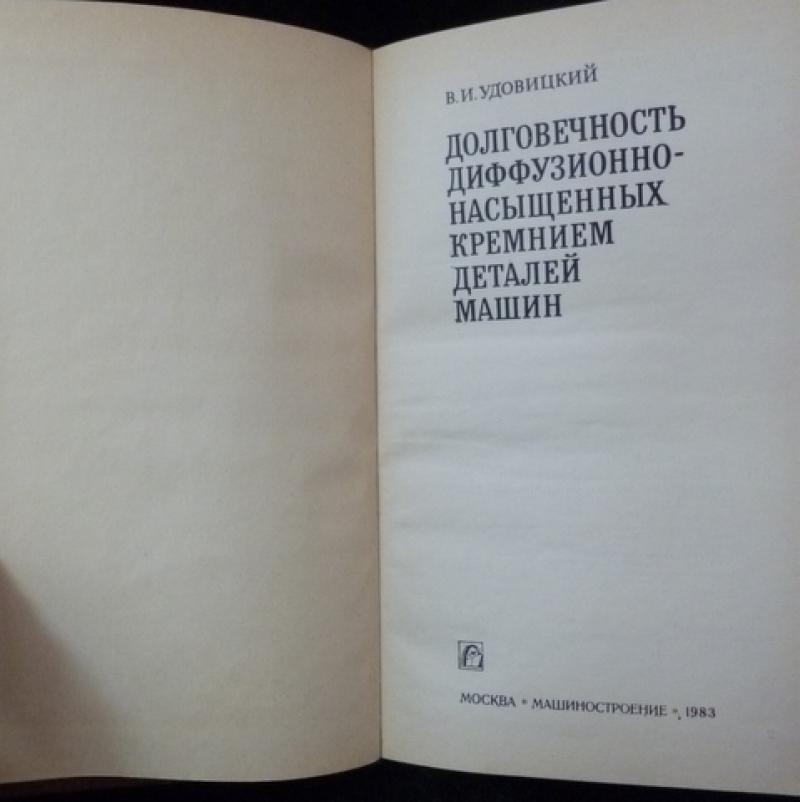 В. И. УДОВИЦКИЙ
ДОЛГОВЕЧНОСТЬ
ДИФФУЗИОННО-
НАСЫЩЕННЫХ
КРЕМНИЕМ
ДЕТАЛЕЙ
МАШИН
МОСКВА « МАШИНОСТРОЕНИЕ », 1983